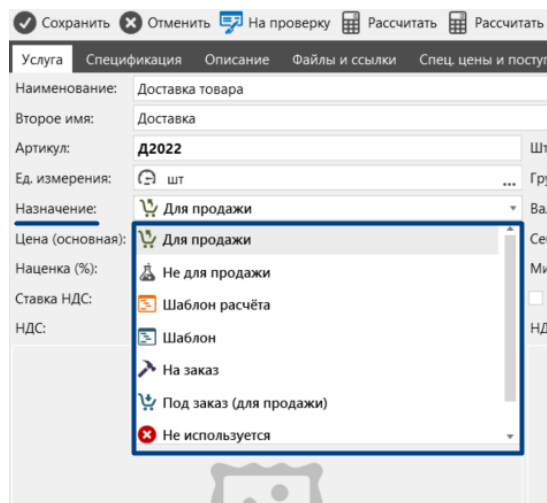 Сохранить Отменить На проверку Рассчитать Рассчитать
Услуга Спецификация Описание Файлы и ссылки Спец. цены и
Наименование: Доставка товара
Второе имя: Доставка
Артикул: Д2022
Ед. измерения: шт ...
Назначение: Для продажи
Цена (основная): Для продажи
Наценка (%): Не для продажи
Ставка НДС: Шаблон расчёта
НДС: Шаблон
На заказ
Под заказ (для продажи)
Не используется